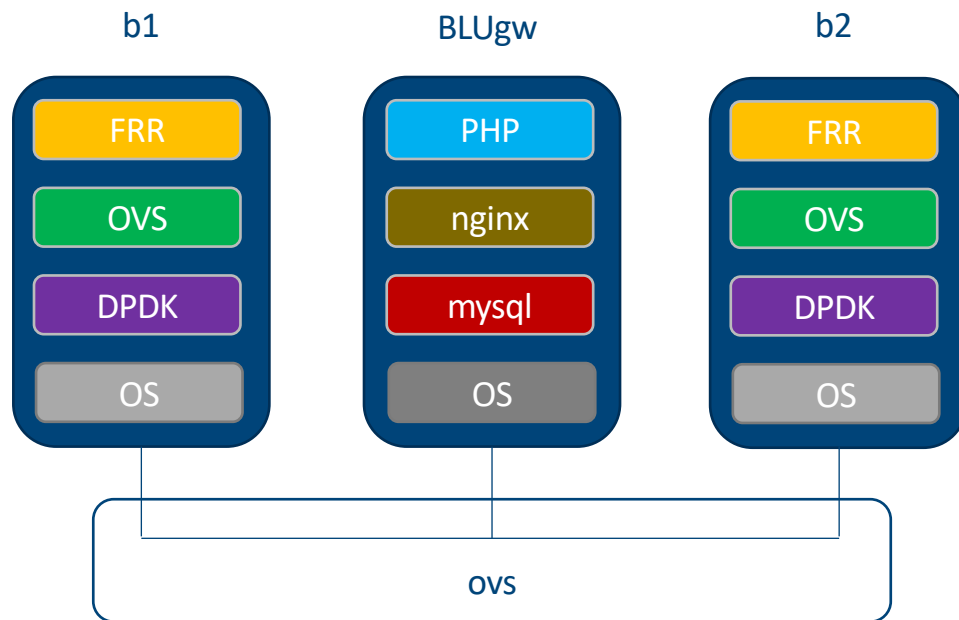 b1
BLUgw
b2
FRR
PHP
FRR
OVS
nginx
OVS
DPDK
mysql
DPDK
OS
OS
OS
ovs